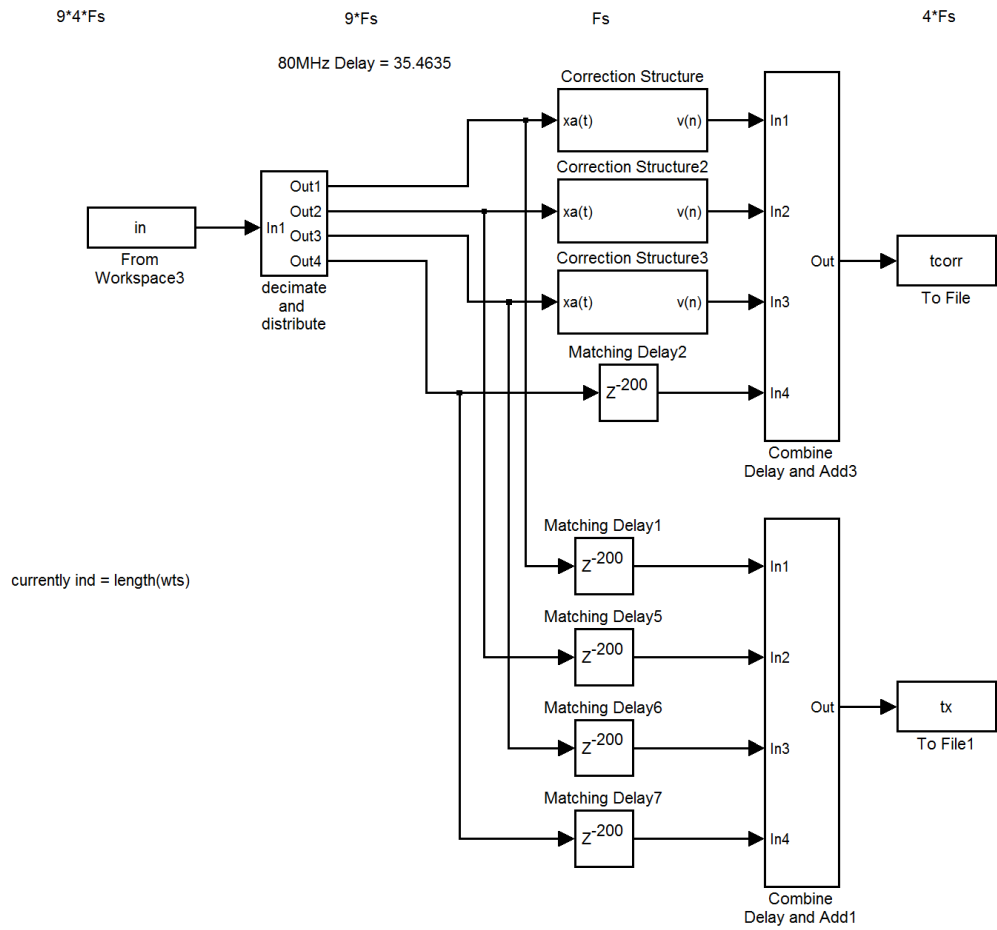 9*4*Fs
9*Fs
Fs
4*Fs
80MHz Delay = 35.4635
Correction Structure
xa(t)
v(n)
In1
Correction Structure2
xa(t)
v(n)
In2
Correction Structure3
xa(t)
v(n)
In3
Matching Delay2
Z-200
In4
Out
Combine
Delay and Add3
tcorr
To File
in
From
Workspace3
In1
Out1
Out2
Out3
Out4
decimate
and
distribute
currently ind = length(wts)
Matching Delay1
Z-200
In1
Matching Delay5
Z-200
In2
Matching Delay6
Z-200
In3
Matching Delay7
Z-200
In4
Out
Combine
Delay and Add1
tx
To File1